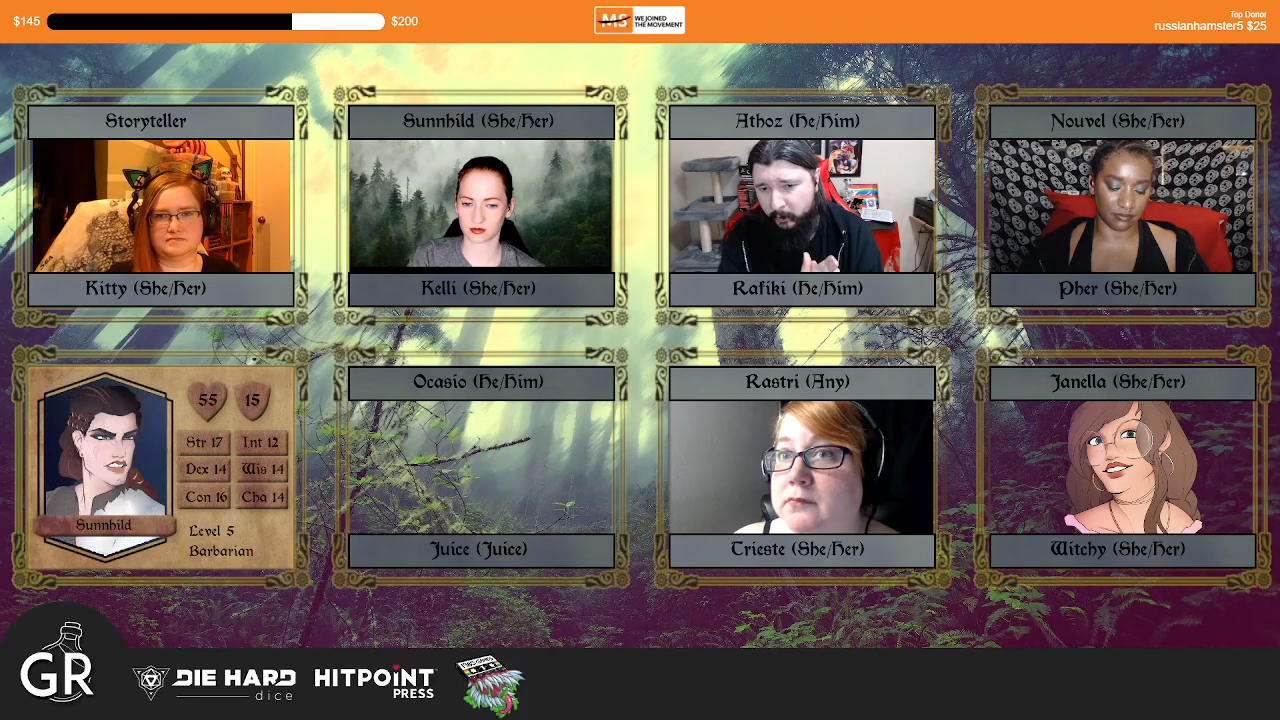 $145
$200
MS
WE JOINED
THE MOVEMENT
Top Donor
russianhamster5 $25
Storyteller
Kitty (She/Her)
Sunnhild (She/Her)
Kelli (She/Her)
Athoz (He/Him)
Rafiki (He/Him)
Nouvel (She/Her)
Pher (She/Her)
55
15
Str 17
Int 12
Dex 14
Wis 14
Con 16
Cha 14
Sunnhild
Level 5
Barbarian
Ocasio (He/Him)
Juice (Juice)
Rastri (Any)
Trieste (She/Her)
Janella (She/Her)
Witchy (She/Her)
GR
DIE HARD
dice
HITPOINT
PRESS